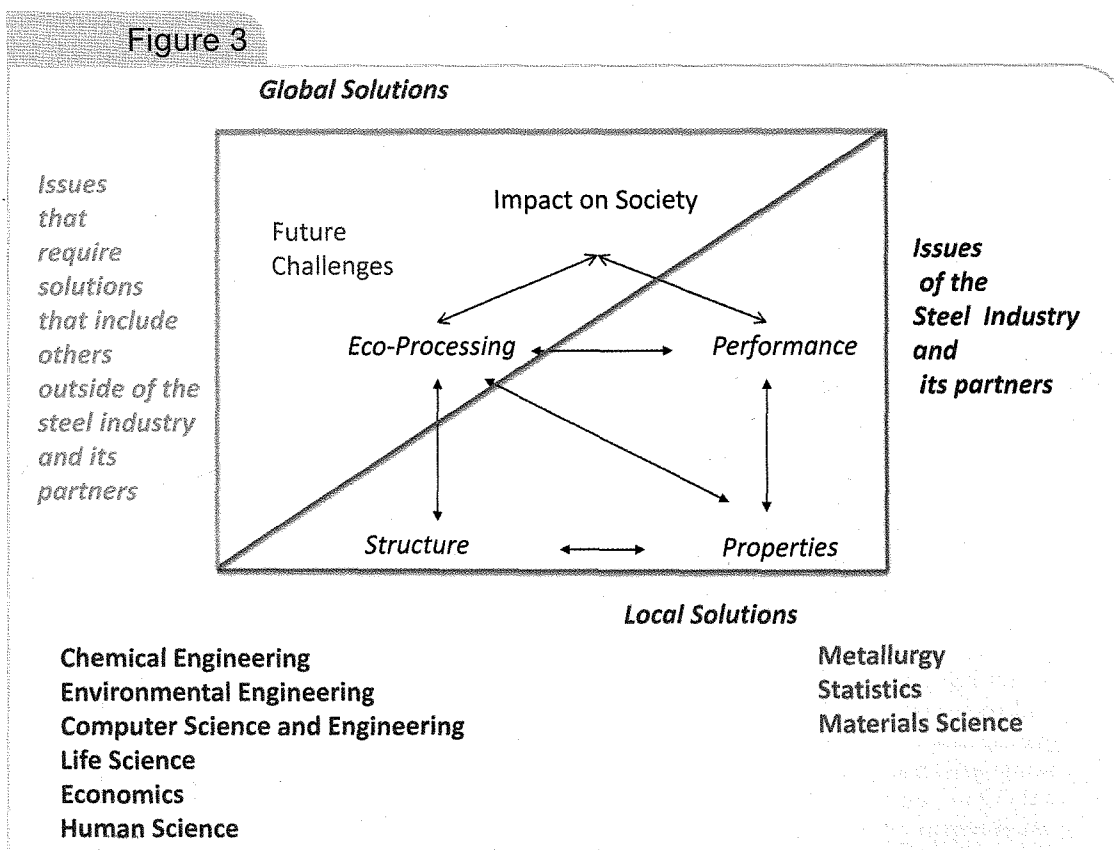 Figure 3
Global Solutions
Issues
that
require
solutions
that include
others
outside of the
steel industry
and its
partners
Impact on Society
Future
Challenges
Eco-Processing
Performance
Structure
Properties
Issues
of the
Steel Industry
and
its partners
Local Solutions
Chemical Engineering
Environmental Engineering
Computer Science and Engineering
Life Science
Economics
Human Science
Metallurgy
Statistics
Materials Science